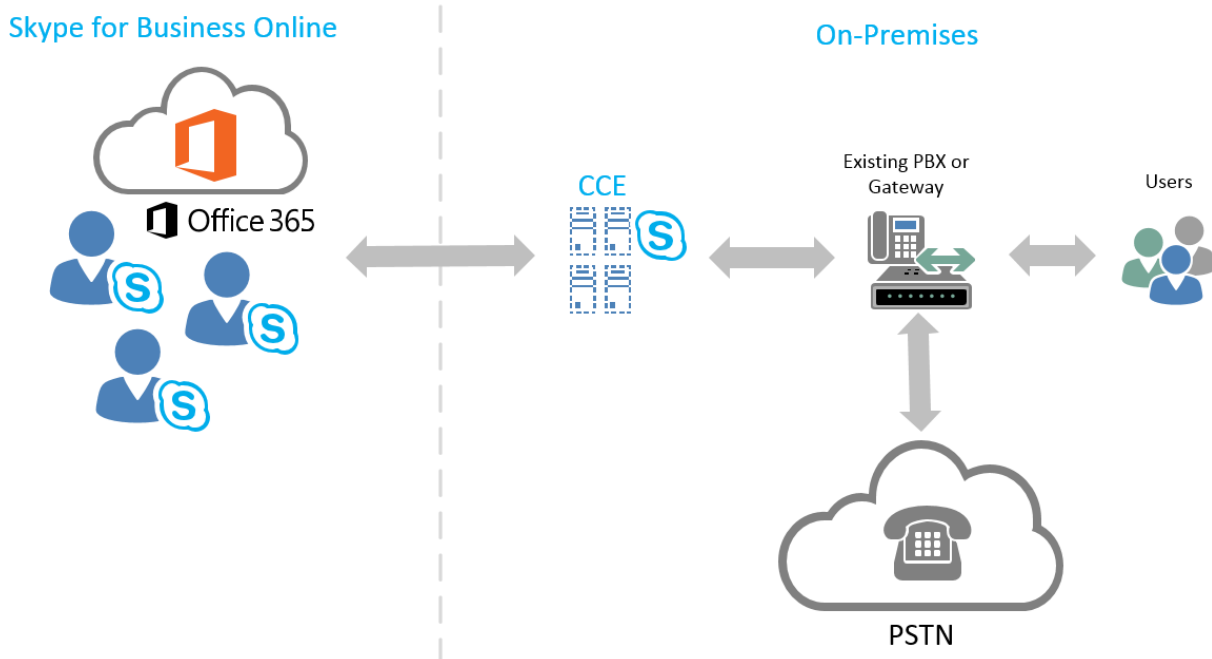 Skype for Business Online
On-Premises
Office 365
CCE
Existing PBX or
Gateway
Users
S
S
S
S
PSTN